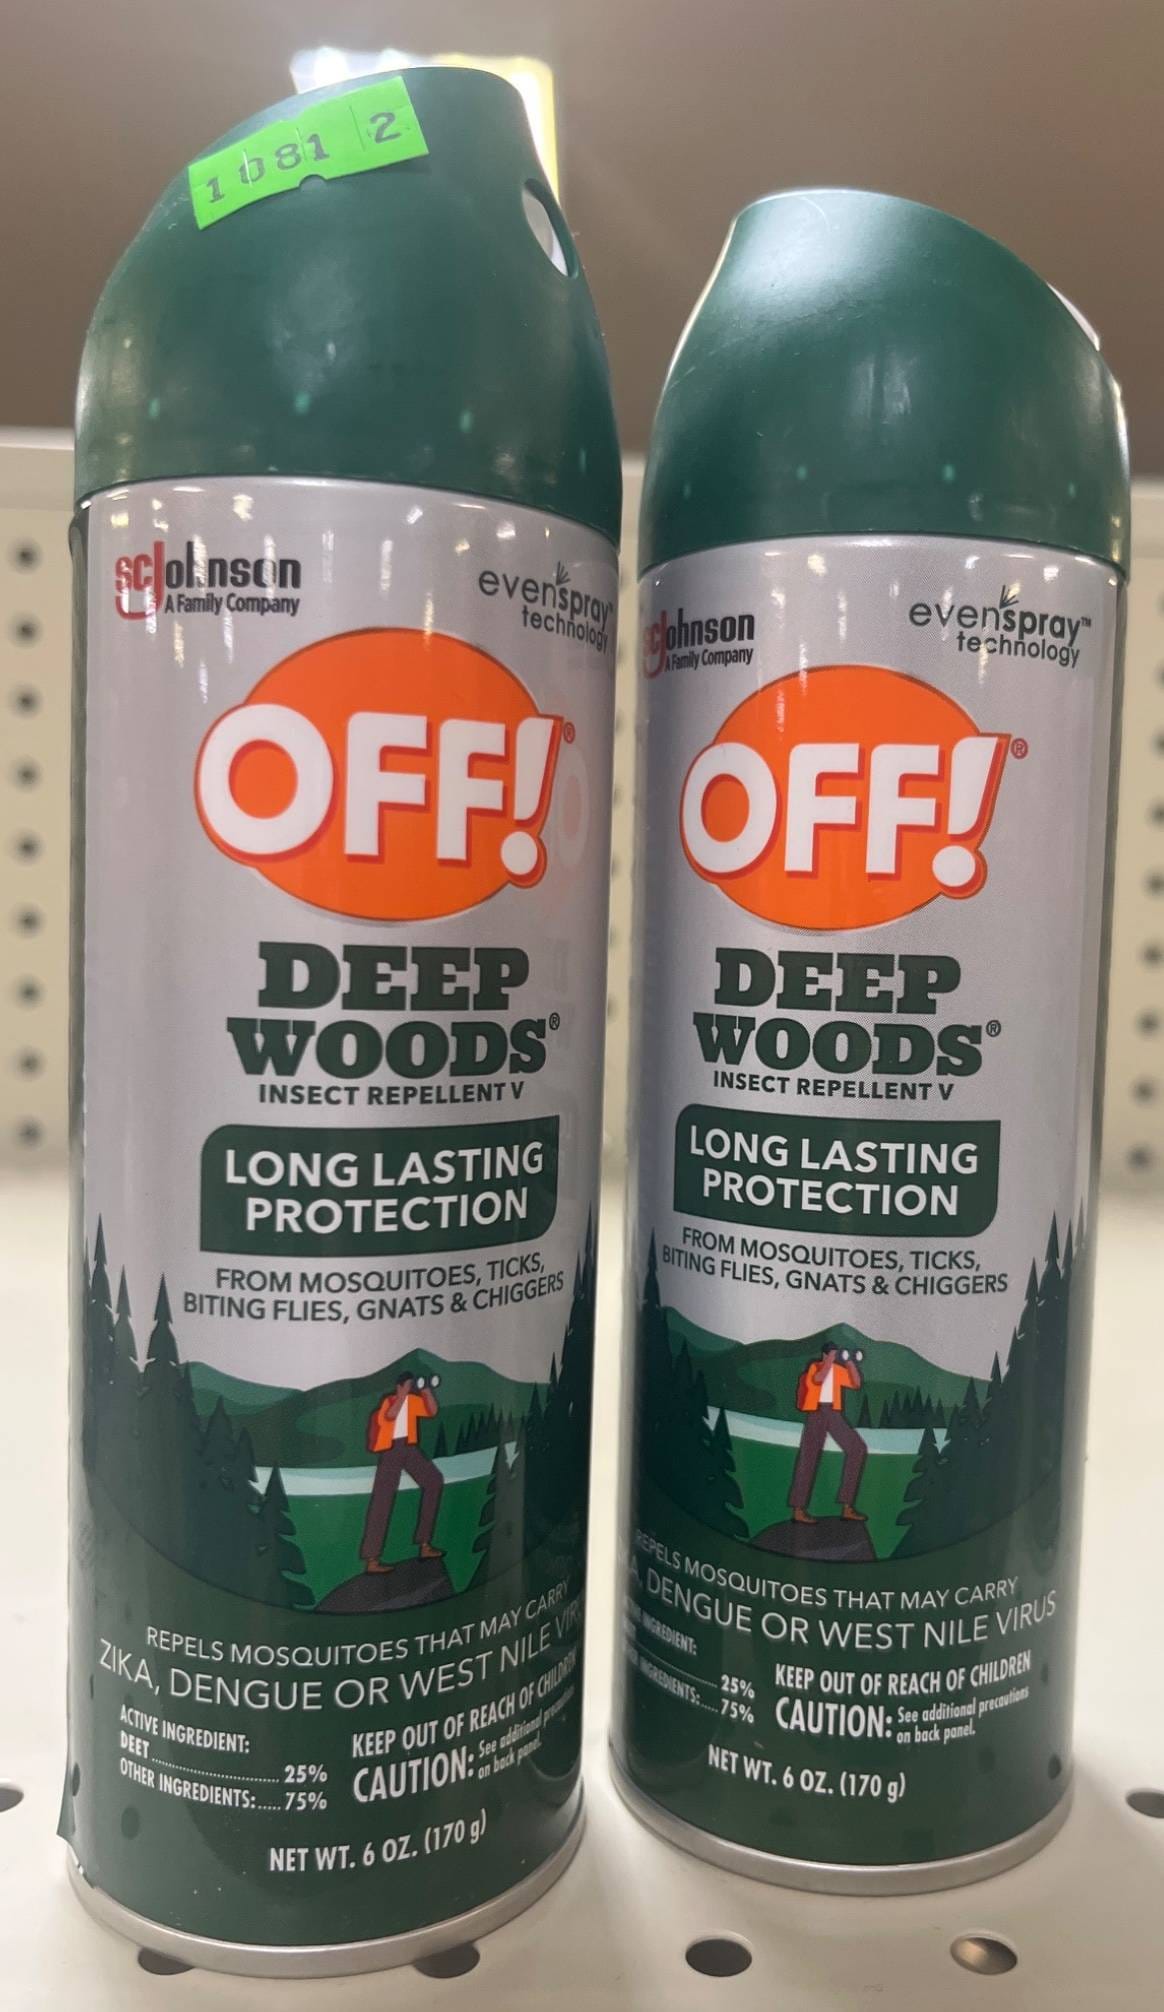 1081 2
SCJohnson
A Family Company
evenspray™
technology
OFF!®
DEEP
WOODS®
INSECT REPELLENT V
LONG LASTING
PROTECTION
FROM MOSQUITOES, TICKS,
BITING FLIES, GNATS & CHIGGERS
REPELS MOSQUITOES THAT MAY CARRY
ZIKA, DENGUE OR WEST NILE
ACTIVE INGREDIENT:
DEET 25%
OTHER INGREDIENTS: 75%
KEEP OUT OF REACH OF CHILDREN
CAUTION: See additional precautions
on back panel.
NET WT. 6 OZ. (170 g)
SCJohnson
A Family Company
evenspray™
technology
OFF!®
DEEP
WOODS®
INSECT REPELLENT V
LONG LASTING
PROTECTION
FROM MOSQUITOES, TICKS,
BITING FLIES, GNATS & CHIGGERS
REPELS MOSQUITOES THAT MAY CARRY
DENGUE OR WEST NILE VIRUS
INGREDIENT:
25%
INGREDIENTS: 75%
KEEP OUT OF REACH OF CHILDREN
CAUTION: See additional precautions
on back panel.
NET WT. 6 OZ. (170 g)